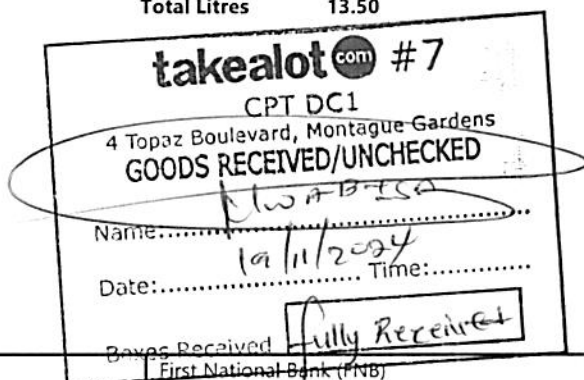 Total Litres 13.50
takealot com #7
CPT DC1
4 Topaz Boulevard, Montague Gardens
GOODS RECEIVED/UNCHECKED
Name:
Date: 19/11/2024 Time:
Boxes Received Fully Received
First National Bank (FNB)